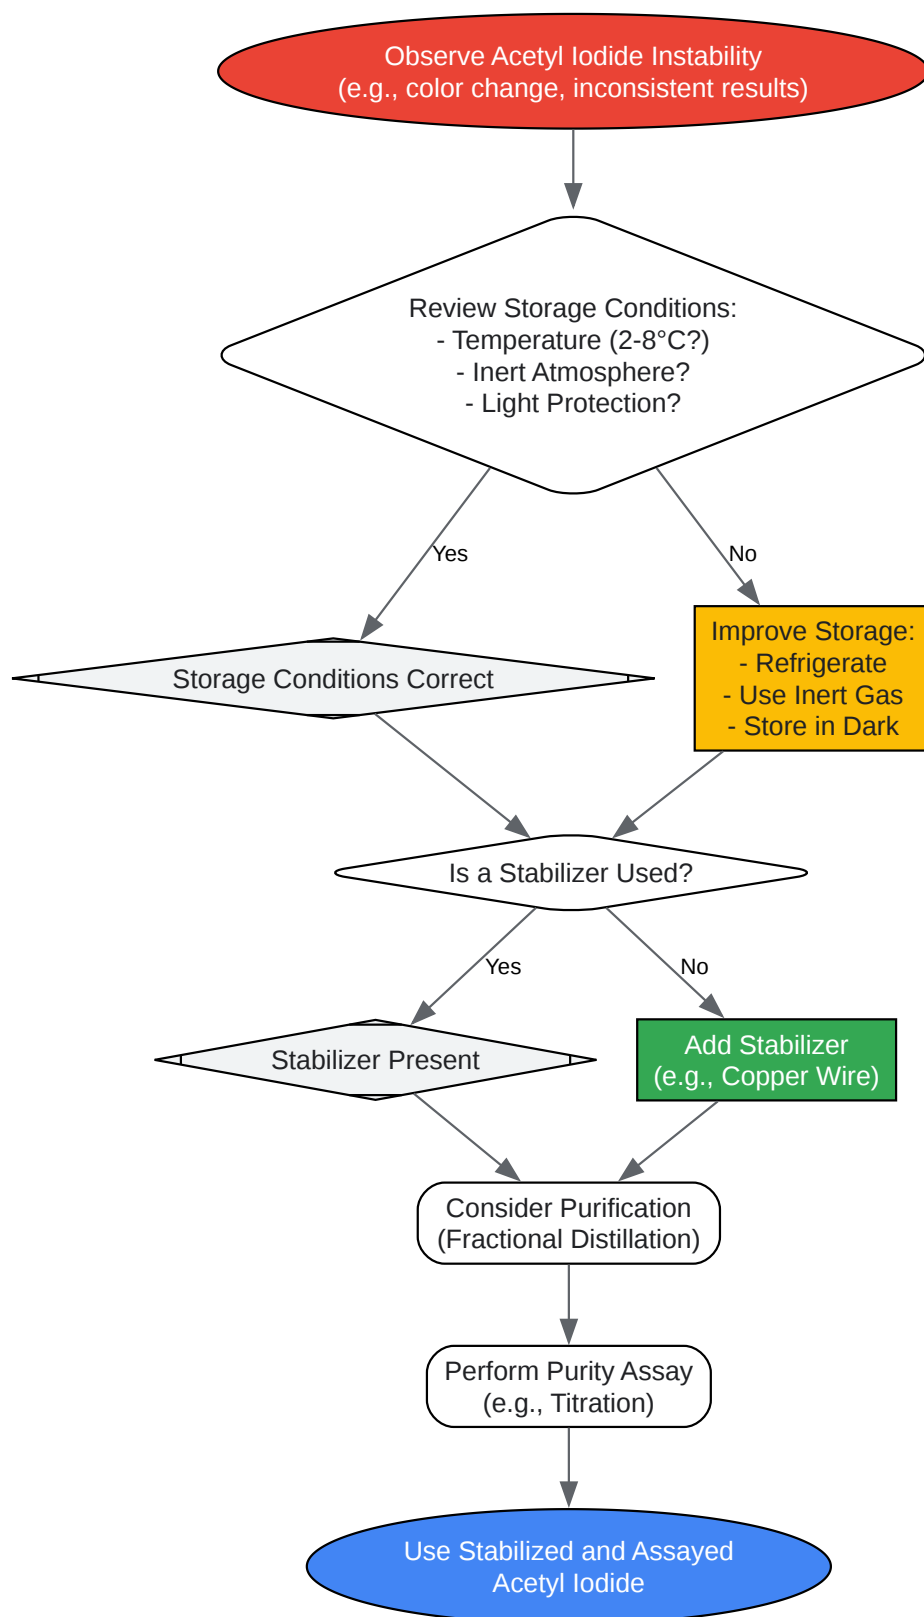 Observe Acetyl Iodide Instability
(e.g., color change, inconsistent results)
Review Storage Conditions:
- Temperature (2-8°C?)
- Inert Atmosphere?
- Light Protection?
Yes
No
Storage Conditions Correct
Improve Storage:
- Refrigerate
- Use Inert Gas
- Store in Dark
Is a Stabilizer Used?
Yes
No
Stabilizer Present
Add Stabilizer
(e.g., Copper Wire)
Consider Purification
(Fractional Distillation)
Perform Purity Assay
(e.g., Titration)
Use Stabilized and Assayed
Acetyl Iodide